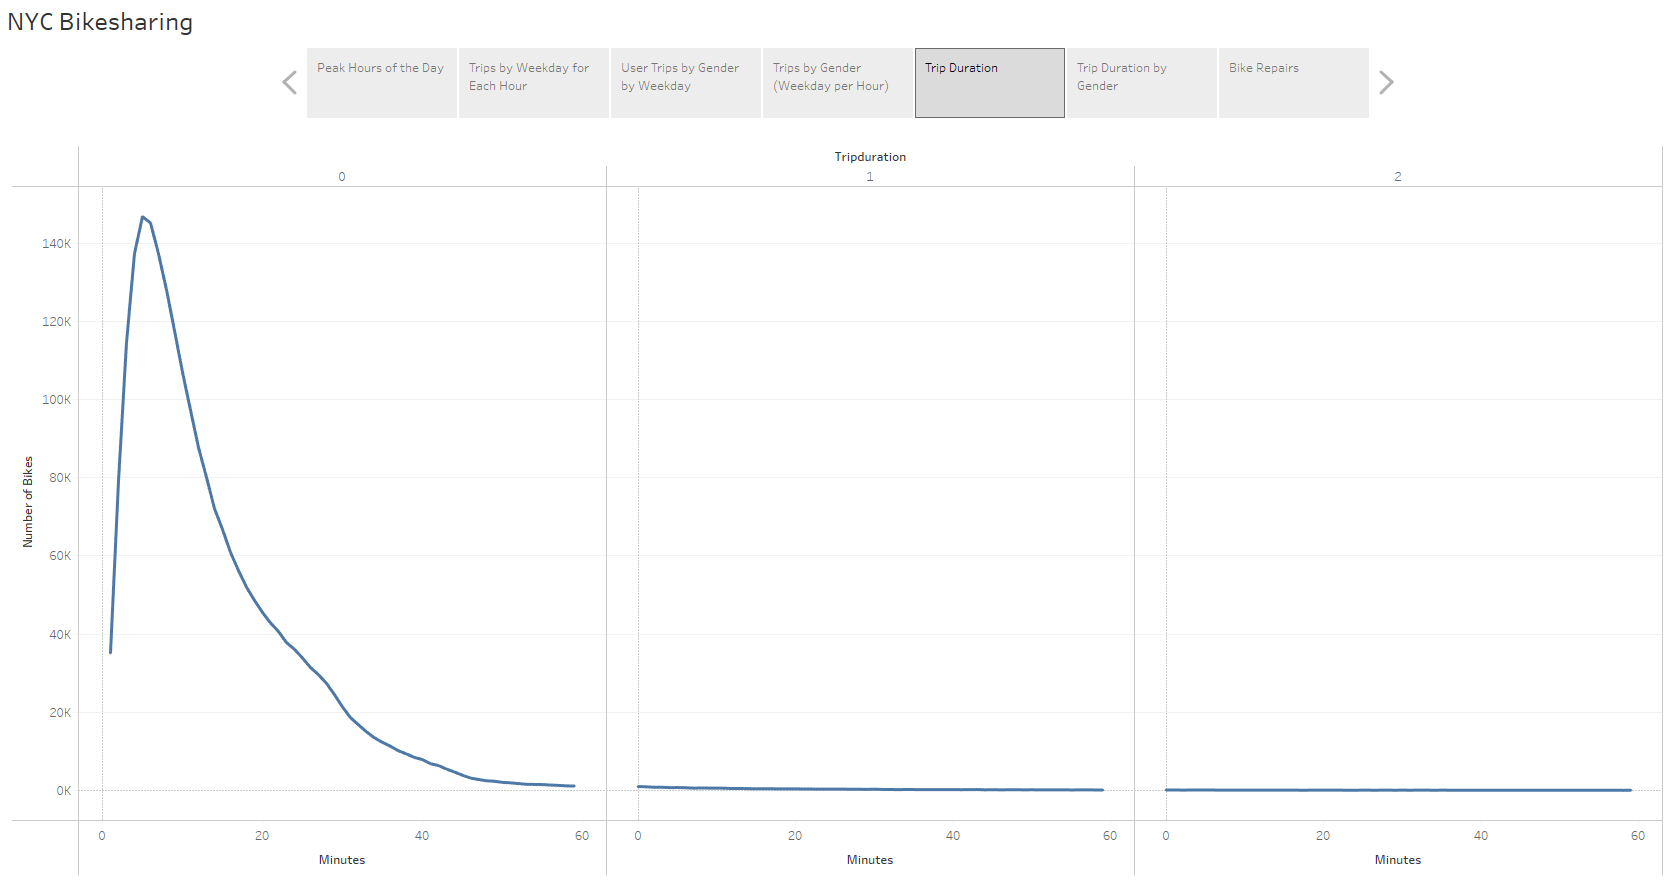 NYC Bikesharing
Peak Hours of the Day
Trips by Weekday for
Each Hour
User Trips by Gender
by Weekday
Trips by Gender
(Weekday per Hour)
Trip Duration
Trip Duration by
Gender
Bike Repairs
Tripduration
0 1 2
140K
120K
100K
80K
60K
40K
20K
0K
Number of Bikes
0 20 40 60 0 20 40 60 0 20 40 60
Minutes Minutes Minutes